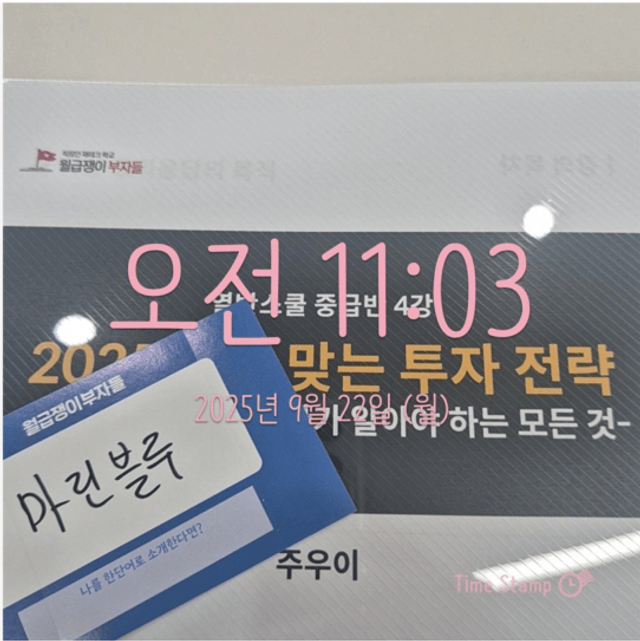 직장인 재테크 학교
월급쟁이 부자들
오전 11:03
스쿨 중급반 4강
2025 맞는 투자 전략
2025년 9월 22일 (월)
알아야 하는 모든 것-
월급쟁이부자들
마린블루
나를 한단어로 소개한다면?
주우이
Time Stamp